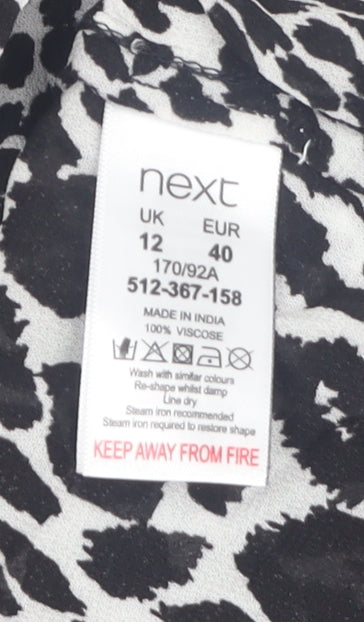 next
UK EUR
12 40
170/92A
512-367-158
MADE IN INDIA
100% VISCOSE
Wash with similar colours
Re-shape whilst damp
Line dry
Steam iron recommended
Steam iron required to restore shape
KEEP AWAY FROM FIRE